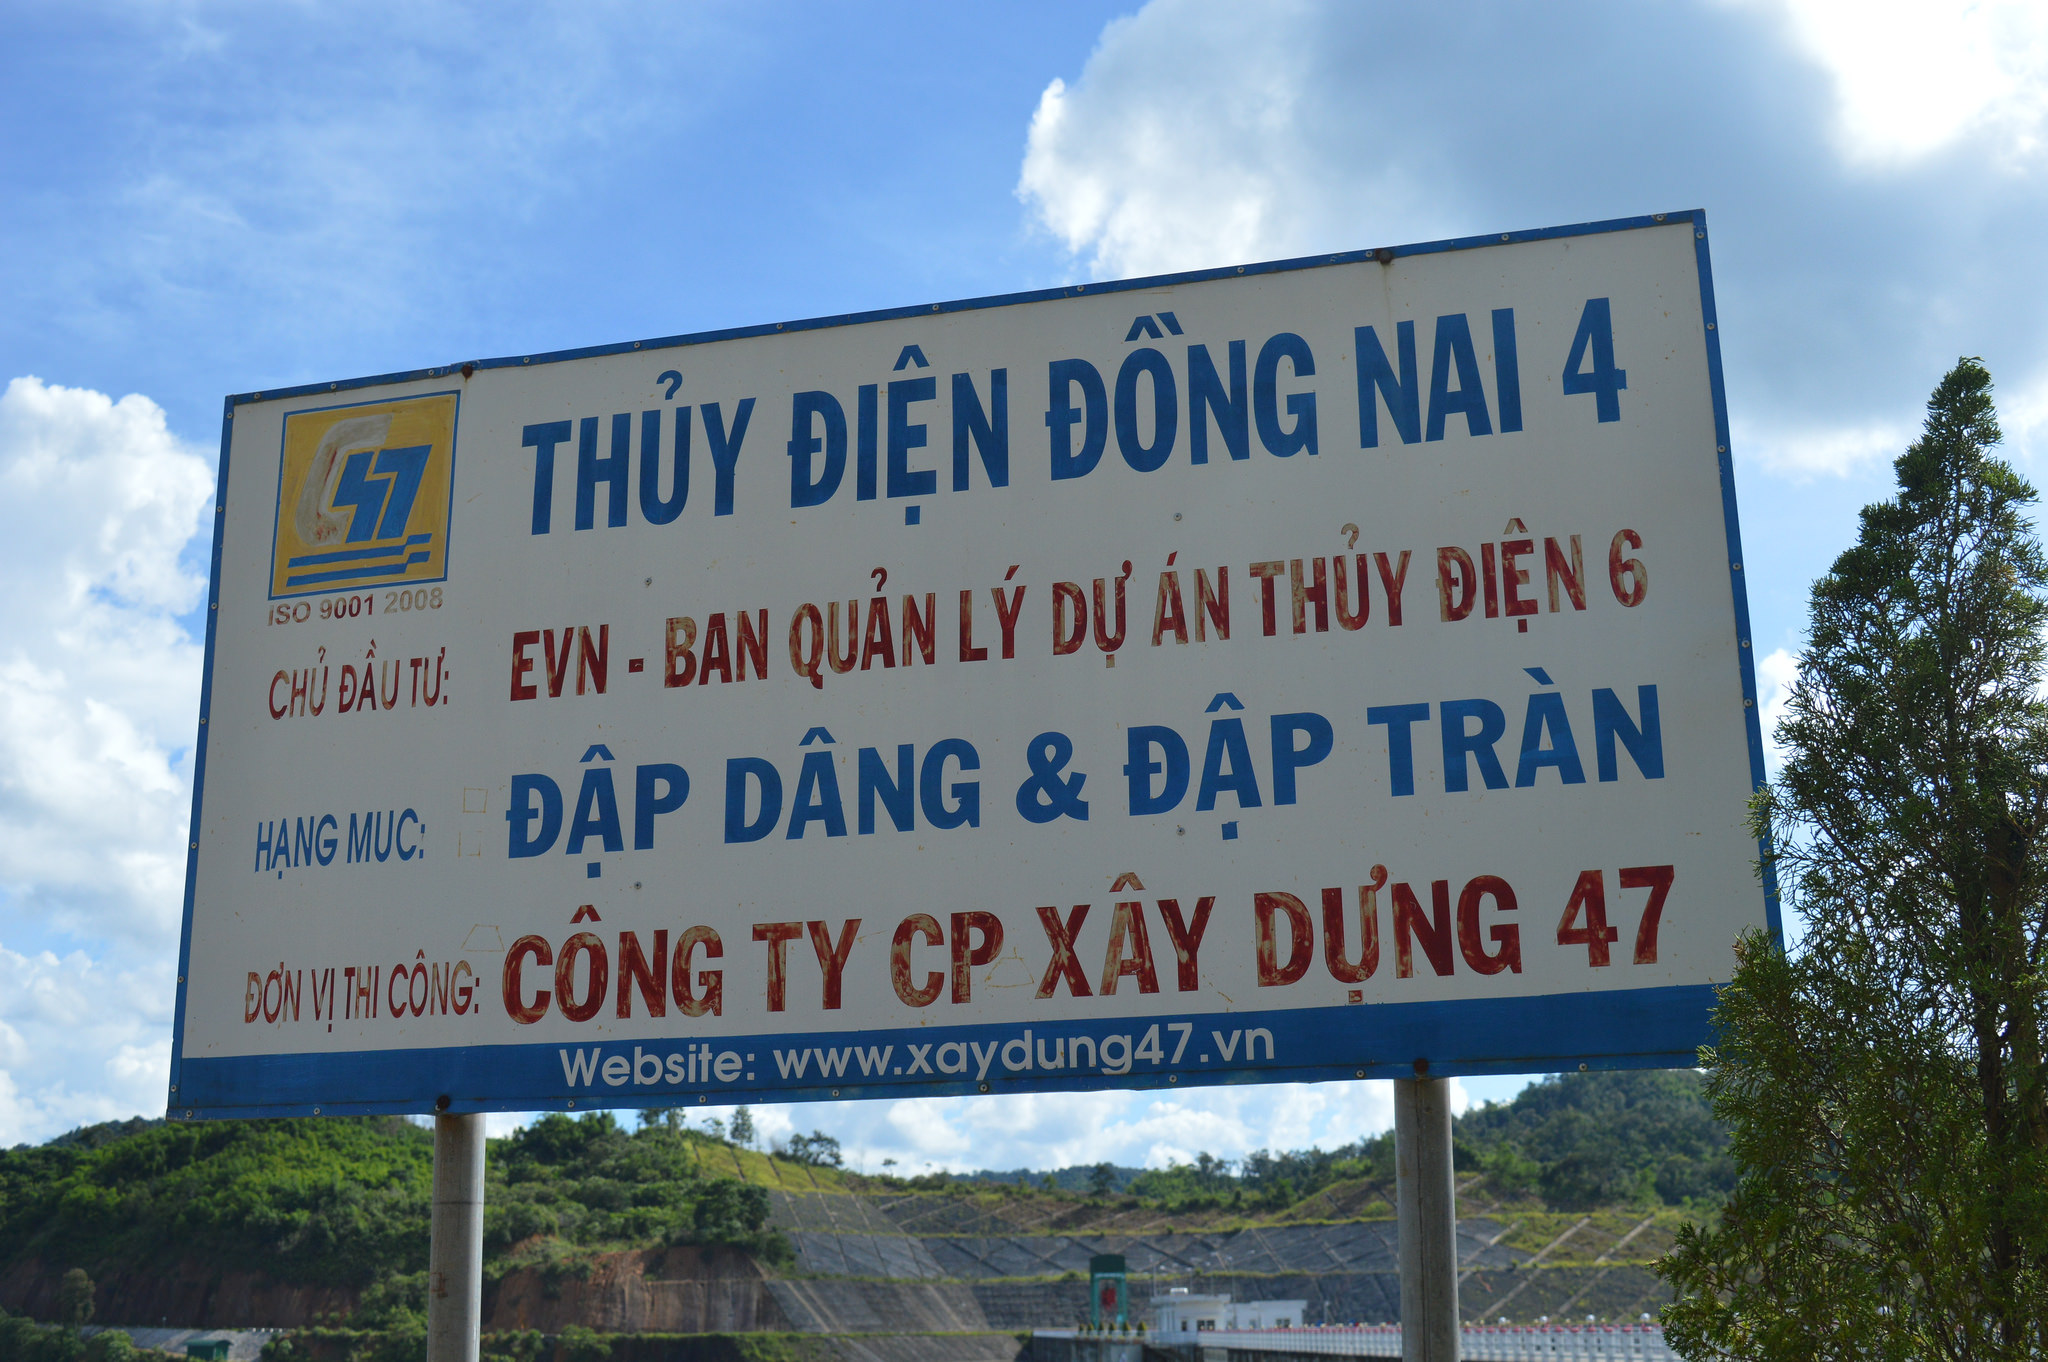 THỦY ĐIỆN ĐỒNG NAI 4
C47
ISO 9001 2008
CHỦ ĐẦU TƯ: EVN - BAN QUẢN LÝ DỰ ÁN THỦY ĐIỆN 6
HẠNG MUC: ĐẬP DÂNG & ĐẬP TRÀN
ĐƠN VỊ THI CÔNG: CÔNG TY CP XÂY DỰNG 47
Website: www.xaydung47.vn